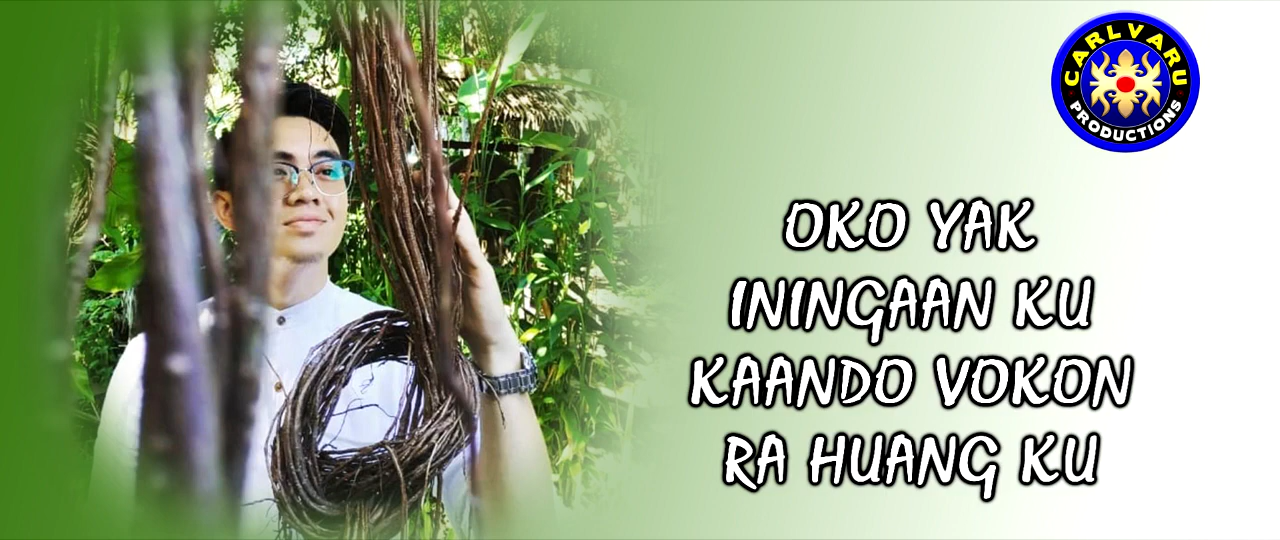 CARLVARU
PRODUCTIONS
OKO YAK
ININGAAN KU
KAANDO VOKON
RA HUANG KU